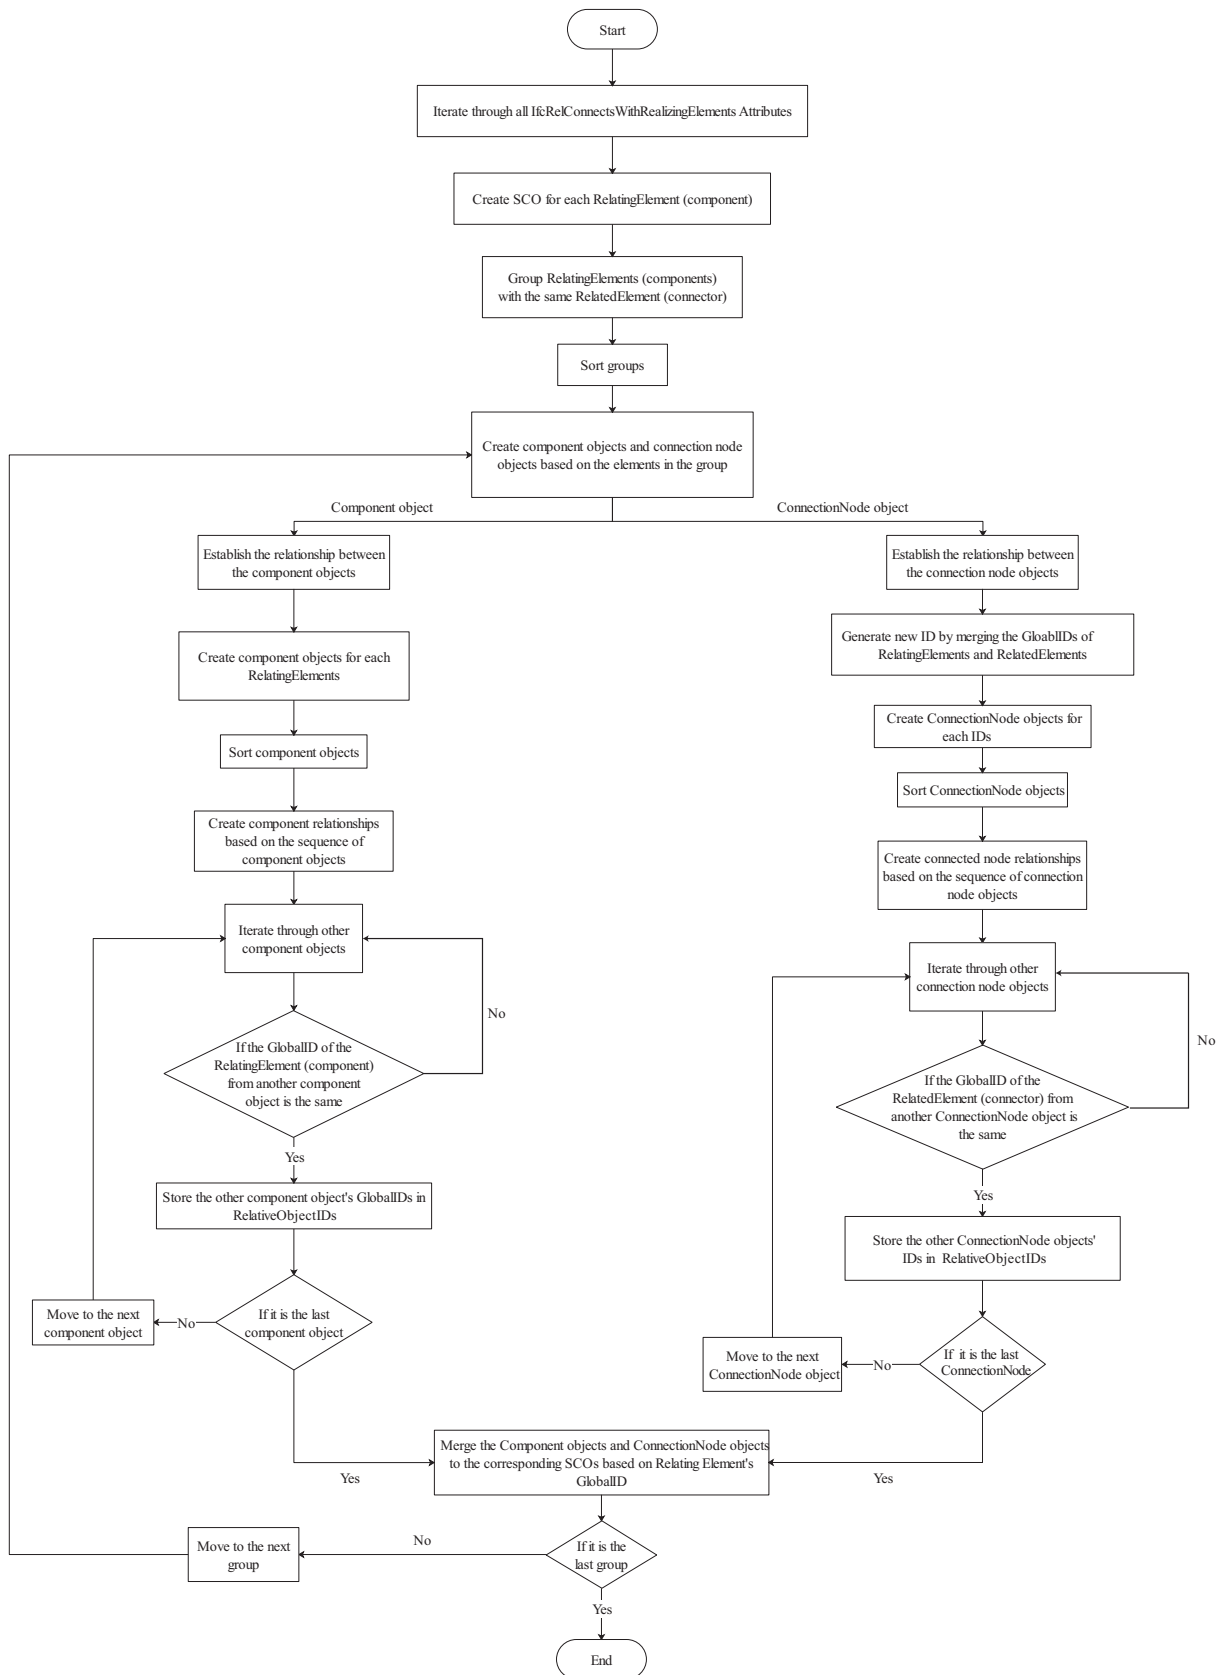 Start
Iterate through all IfcRelConnectsWithRealizingElements Attributes
Create SCO for each RelatingElement (component)
Group RelatingElements (components)
with the same RelatedElement (connector)
Sort groups
Create component objects and connection node
objects based on the elements in the group
Component object
ConnectionNode object
Establish the relationship between
the component objects
Create component objects for each
RelatingElements
Sort component objects
Create component relationships
based on the sequence of
component objects
Iterate through other
component objects
No
If the GlobalID of the
RelatingElement (component)
from another component
object is the same
Yes
Store the other component object's GlobalIDs in
RelativeObjectIDs
If it is the last
component object
No
Move to the next
component object
Yes
Establish the relationship between
the connection node objects
Generate new ID by merging the GloablIDs of
RelatingElements and RelatedElements
Create ConnectionNode objects for
each IDs
Sort ConnectionNode objects
Create connected node relationships
based on the sequence of connection
node objects
Iterate through other
connection node objects
No
If the GlobalID of the
RelatedElement (connector) from
another ConnectionNode object is
the same
Yes
Store the other ConnectionNode objects'
IDs in RelativeObjectIDs
If it is the last
ConnectionNode
No
Move to the next
ConnectionNode object
Yes
Merge the Component objects and ConnectionNode objects
to the corresponding SCOs based on Relating Element's
GlobalID
If it is the
last group
No
Move to the next
group
Yes
End